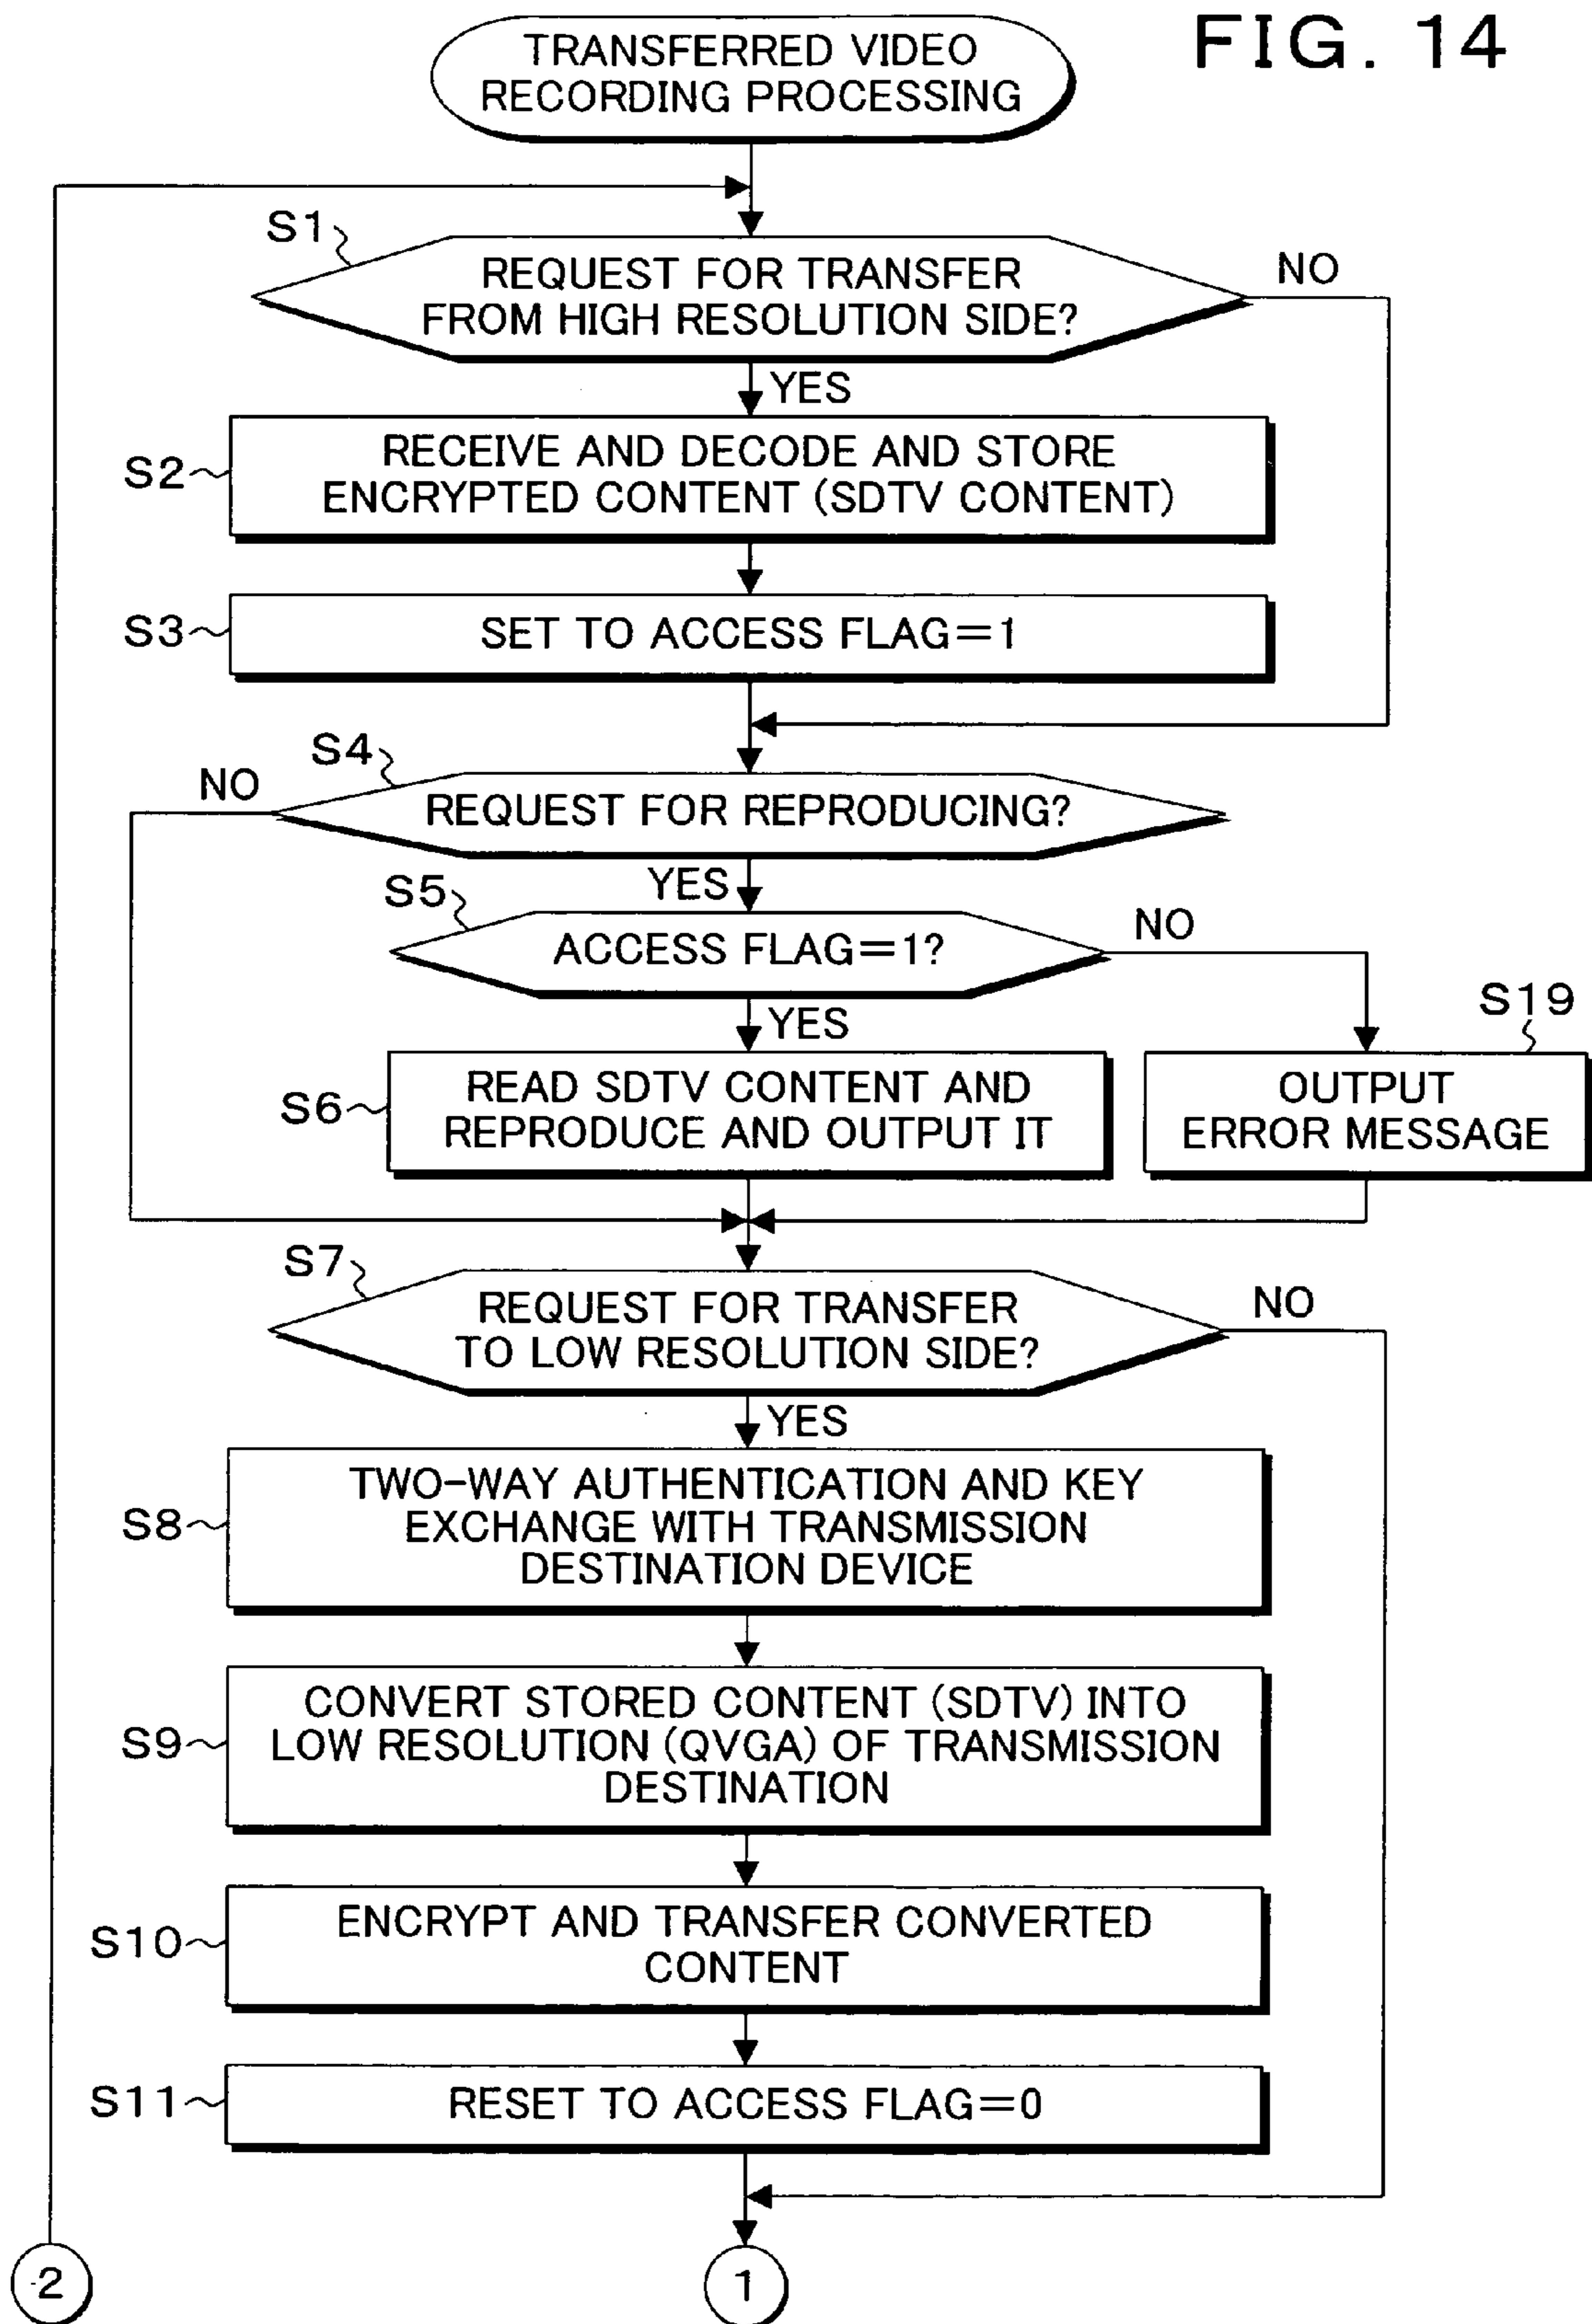 FIG. 14
TRANSFERRED VIDEO
RECORDING PROCESSING
S1
REQUEST FOR TRANSFER
FROM HIGH RESOLUTION SIDE?
NO
YES
S2
RECEIVE AND DECODE AND STORE
ENCRYPTED CONTENT (SDTV CONTENT)
S3
SET TO ACCESS FLAG=1
S4
NO
REQUEST FOR REPRODUCING?
YES
S5
ACCESS FLAG=1?
NO
YES
S19
S6
READ SDTV CONTENT AND
REPRODUCE AND OUTPUT IT
OUTPUT
ERROR MESSAGE
S7
REQUEST FOR TRANSFER
TO LOW RESOLUTION SIDE?
NO
YES
S8
TWO-WAY AUTHENTICATION AND KEY
EXCHANGE WITH TRANSMISSION
DESTINATION DEVICE
S9
CONVERT STORED CONTENT (SDTV) INTO
LOW RESOLUTION (QVGA) OF TRANSMISSION
DESTINATION
S10
ENCRYPT AND TRANSFER CONVERTED
CONTENT
S11
RESET TO ACCESS FLAG=0
2
1